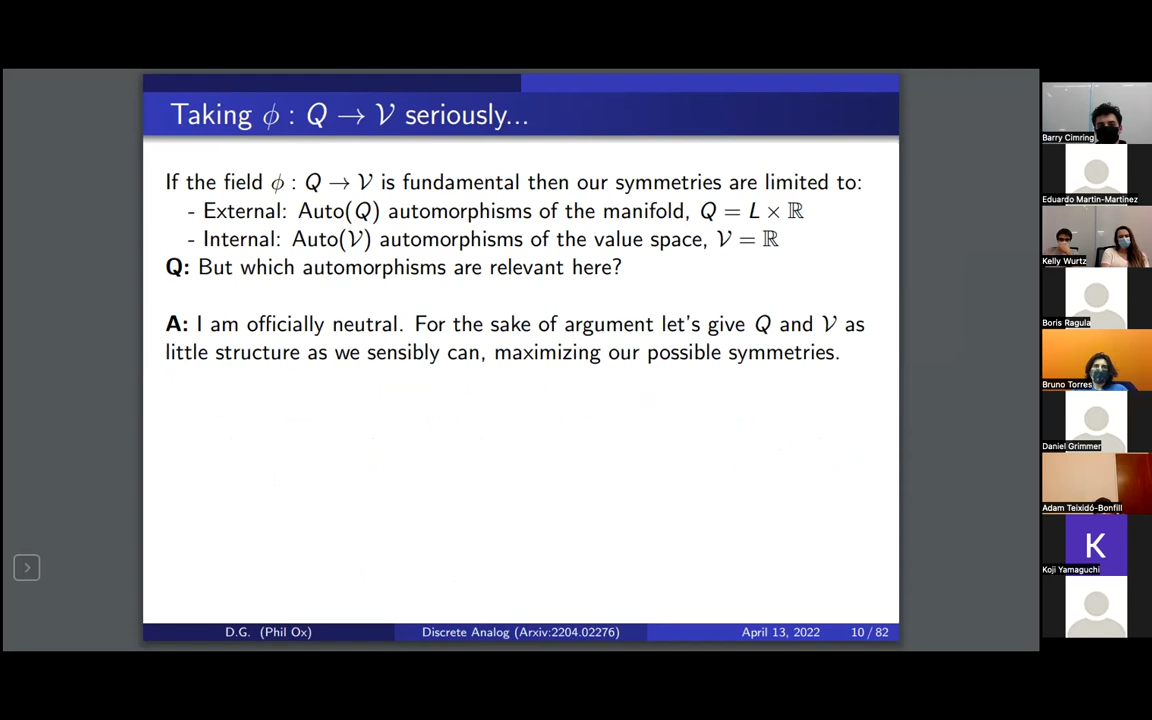 Taking ϕ : Q → 𝒱 seriously...
If the field ϕ : Q → 𝒱 is fundamental then our symmetries are limited to:
- External: Auto(Q) automorphisms of the manifold, Q = L × ℝ
- Internal: Auto(𝒱) automorphisms of the value space, 𝒱 = ℝ
Q: But which automorphisms are relevant here?
A: I am officially neutral. For the sake of argument let's give Q and 𝒱 as
little structure as we sensibly can, maximizing our possible symmetries.
D.G. (Phil Ox) Discrete Analog (Arxiv:2204.02276) April 13, 2022 10 / 82
Barry Cimring
Eduardo Martin-Martinez
Kelly Wurtz
Boris Ragula
Bruno Torres
Daniel Grimmer
Adam Teixidó-Bonfill
K
Koji Yamaguchi